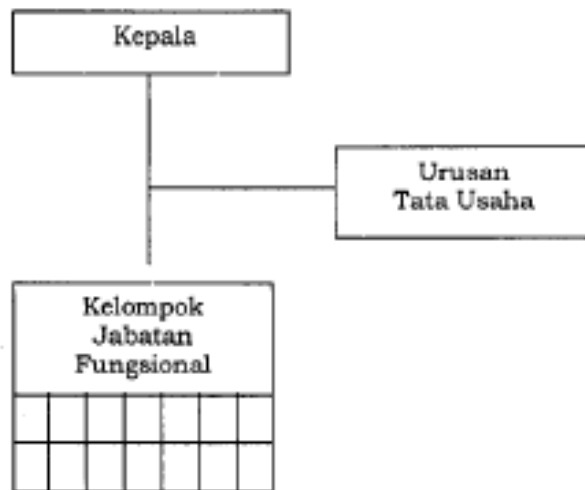 Kepala
Urusan
Tata Usaha
Kelompok
Jabatan
Fungsional